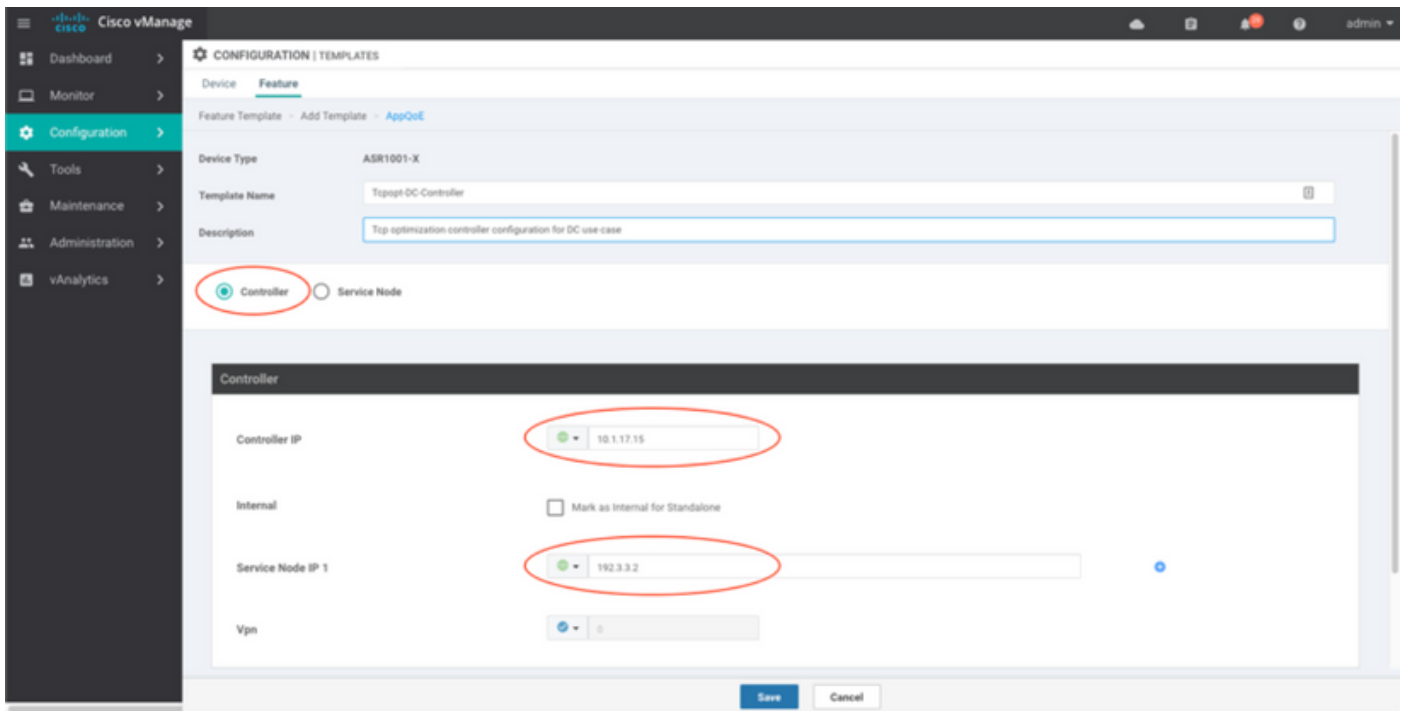 cisco Cisco vManage
admin
Dashboard
Monitor
Configuration
Tools
Maintenance
Administration
vAnalytics
CONFIGURATION | TEMPLATES
Device Feature
Feature Template > Add Template > AppQoE
Device Type ASR1001-X
Template Name Tcpopt-DC-Controller
Description Tcp optimization controller configuration for DC use case
Controller Service Node
Controller
Controller IP 10.1.17.15
Internal Mark as Internal for Standalone
Service Node IP 1 192.3.3.2
Vpn 0
Save Cancel